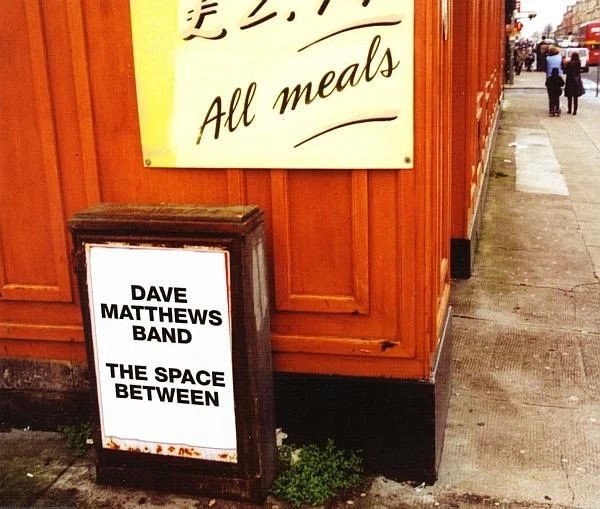 All meals
DAVE
MATTHEWS
BAND
THE SPACE
BETWEEN